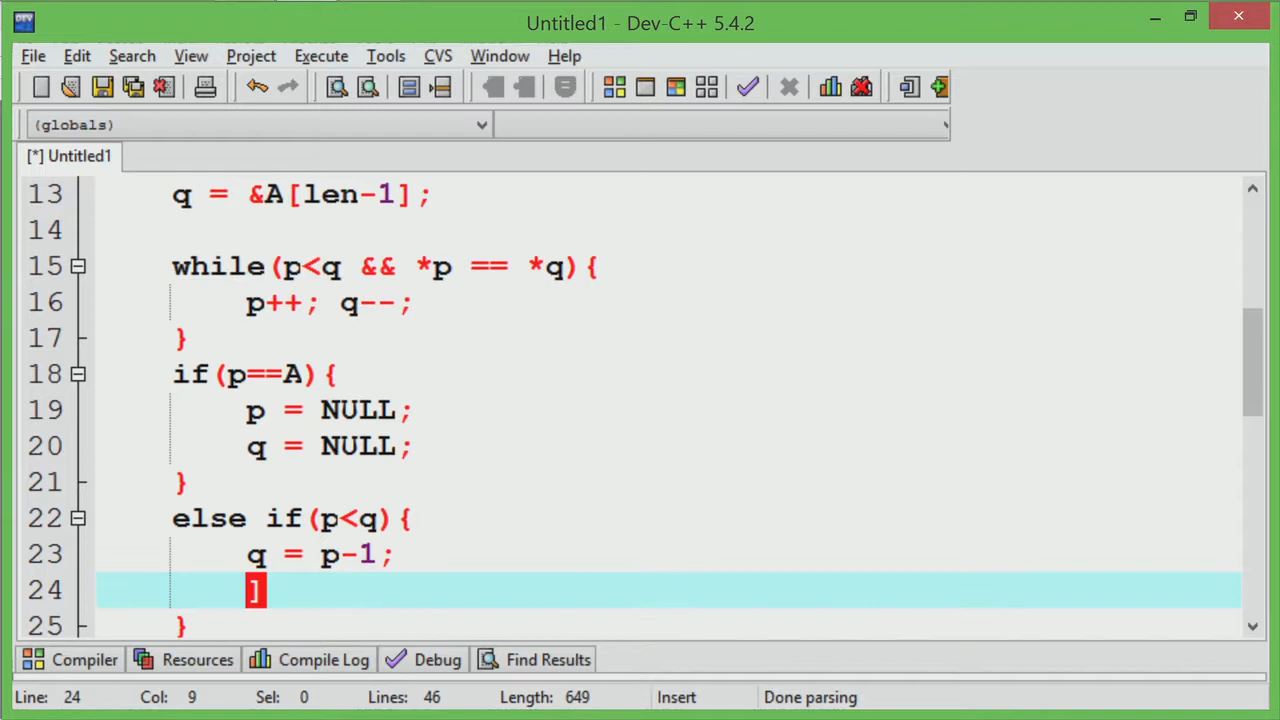 DEV
Untitled1 - Dev-C++ 5.4.2
File Edit Search View Project Execute Tools CVS Window Help
(globals)
[*] Untitled1
13 q = &A[len-1];
14
15 while(p<q && *p == *q){
16 p++; q--;
17 }
18 if(p==A){
19 p = NULL;
20 q = NULL;
21 }
22 else if(p<q){
23 q = p-1;
24 ]
25 }
Compiler Resources Compile Log Debug Find Results
Line: 24 Col: 9 Sel: 0 Lines: 46 Length: 649 Insert Done parsing